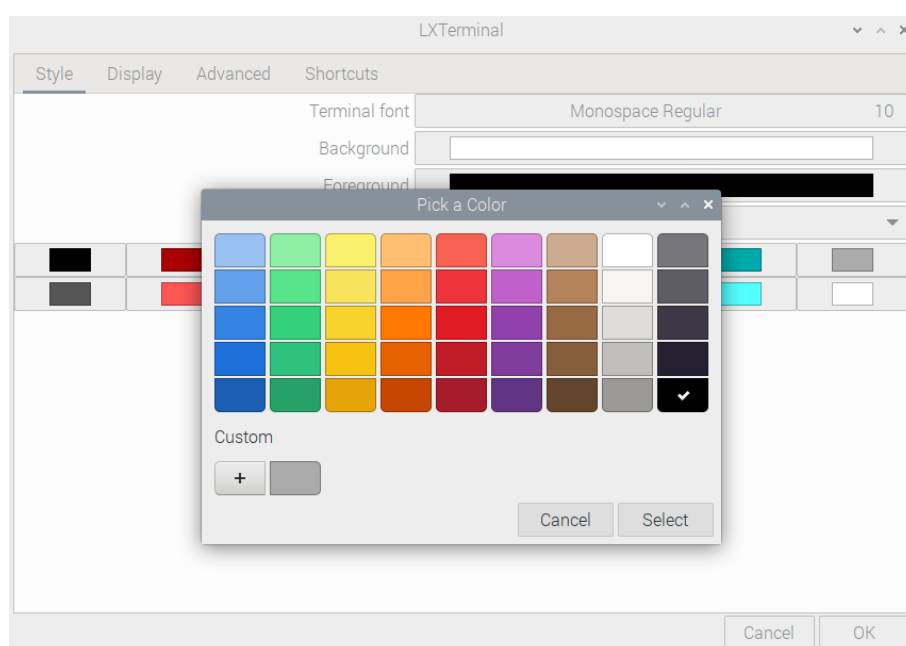 LXTerminal
Style Display Advanced Shortcuts
Terminal font Monospace Regular 10
Background
Foreground
Pick a Color
Custom
+
Cancel Select
Cancel OK